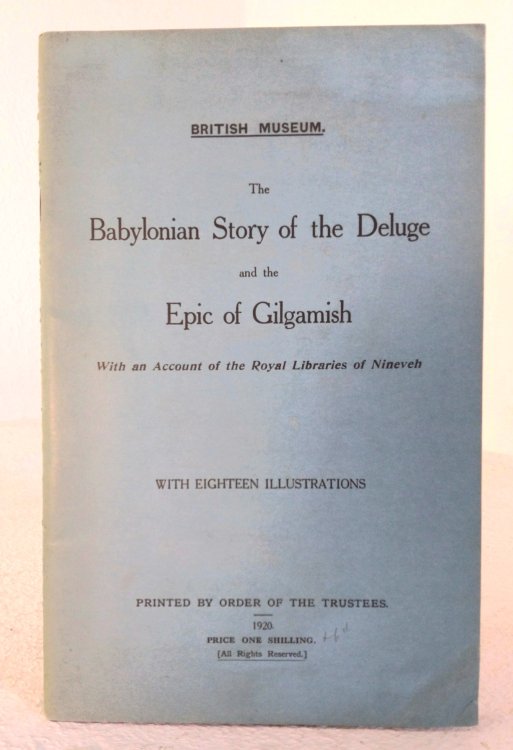 BRITISH MUSEUM.
The
Babylonian Story of the Deluge
and the
Epic of Gilgamish
With an Account of the Royal Libraries of Nineveh
WITH EIGHTEEN ILLUSTRATIONS
PRINTED BY ORDER OF THE TRUSTEES.
1920.
PRICE ONE SHILLING.
[All Rights Reserved.]